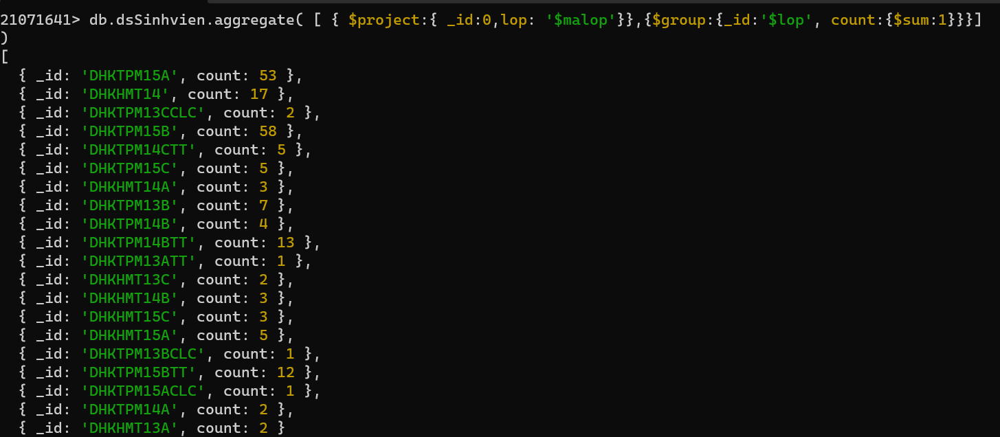 21071641> db.dsSinhvien.aggregate( [ { $project:{ _id:0,lop: '$malop'}},{$group:{_id:'$lop', count:{$sum:1}}}]
)
[
  { _id: 'DHKTPM15A', count: 53 },
  { _id: 'DHKHMT14', count: 17 },
  { _id: 'DHKTPM13CCLC', count: 2 },
  { _id: 'DHKTPM15B', count: 58 },
  { _id: 'DHKTPM14CTT', count: 5 },
  { _id: 'DHKTPM15C', count: 5 },
  { _id: 'DHKHMT14A', count: 3 },
  { _id: 'DHKTPM13B', count: 7 },
  { _id: 'DHKTPM14B', count: 4 },
  { _id: 'DHKTPM14BTT', count: 13 },
  { _id: 'DHKTPM13ATT', count: 1 },
  { _id: 'DHKHMT13C', count: 2 },
  { _id: 'DHKHMT14B', count: 3 },
  { _id: 'DHKHMT15C', count: 3 },
  { _id: 'DHKHMT15A', count: 5 },
  { _id: 'DHKTPM13BCLC', count: 1 },
  { _id: 'DHKTPM15BTT', count: 12 },
  { _id: 'DHKTPM15ACLC', count: 1 },
  { _id: 'DHKTPM14A', count: 2 },
  { _id: 'DHKHMT13A', count: 2 }